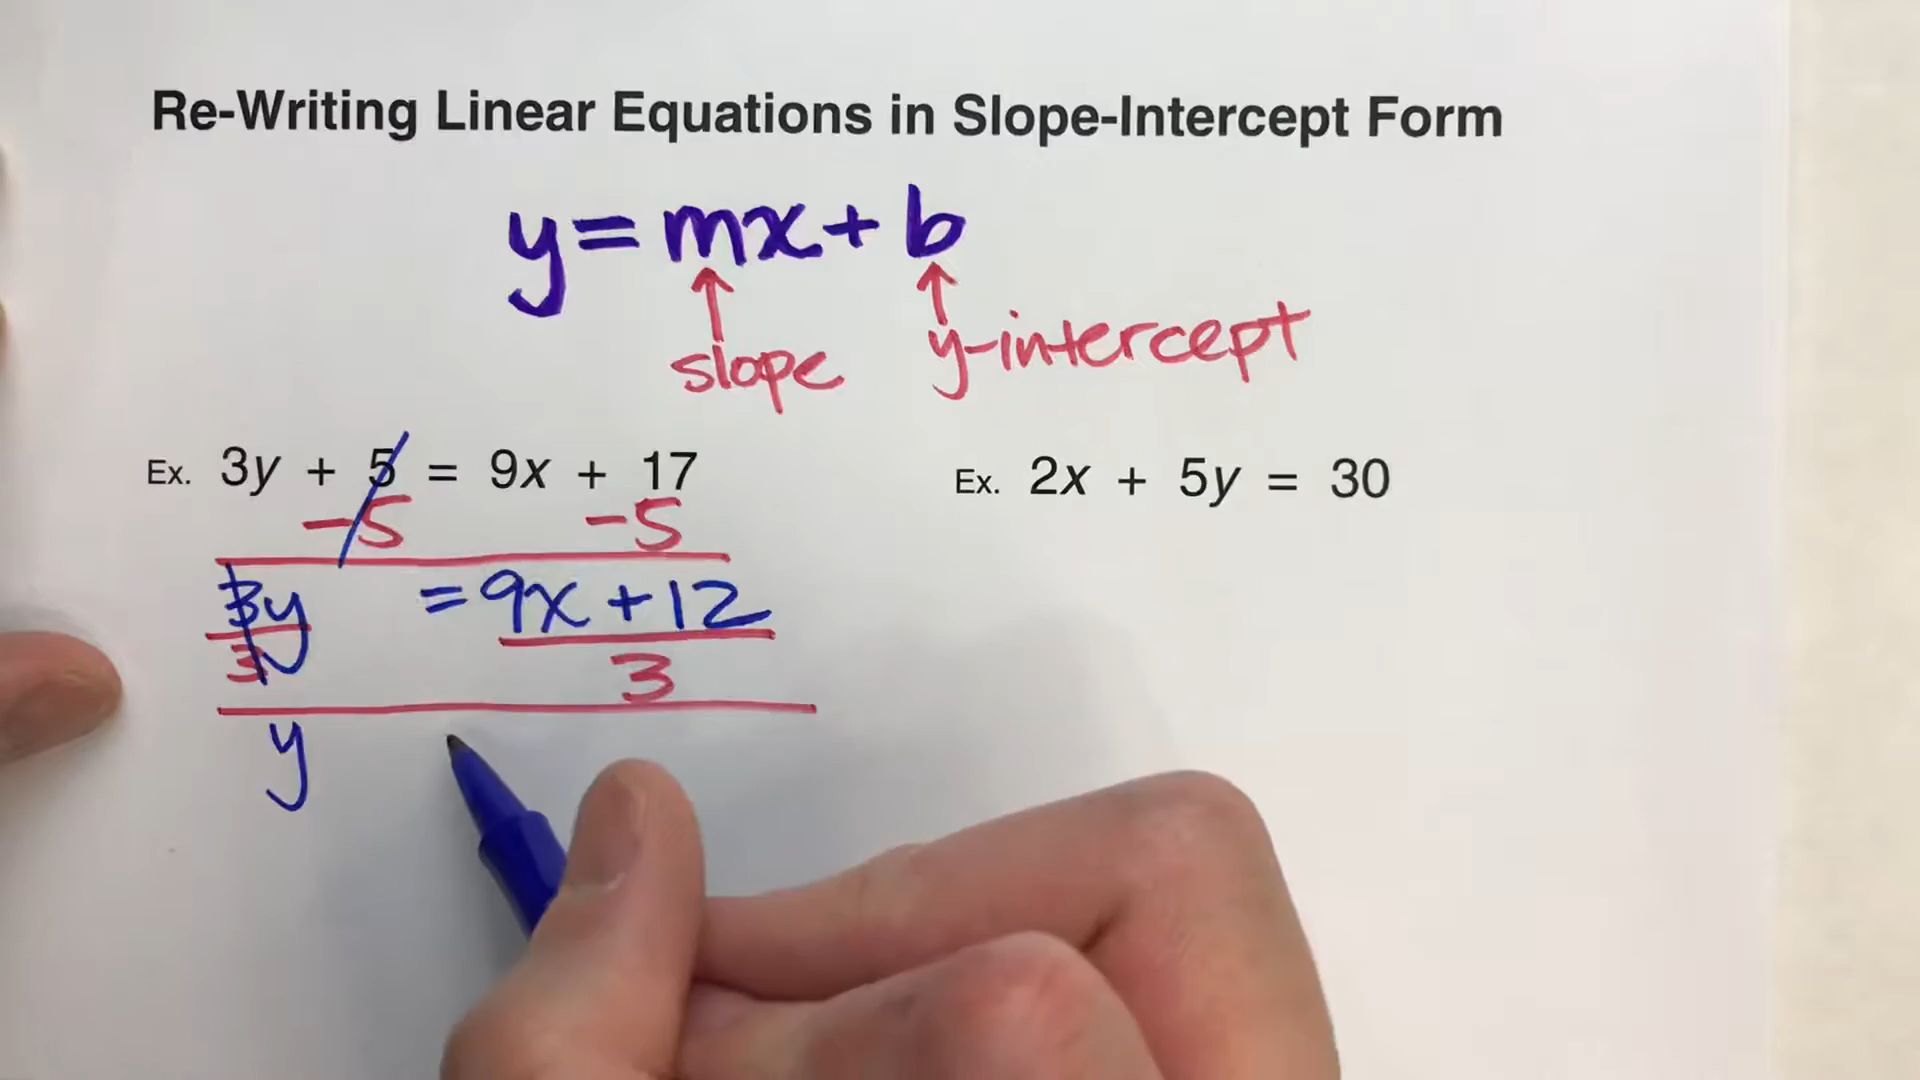 Re-Writing Linear Equations in Slope-Intercept Form
y = mx + b
slope y-intercept
Ex. 3y + 5 = 9x + 17
-5 -5
3y = 9x + 12
3 3
y
Ex. 2x + 5y = 30